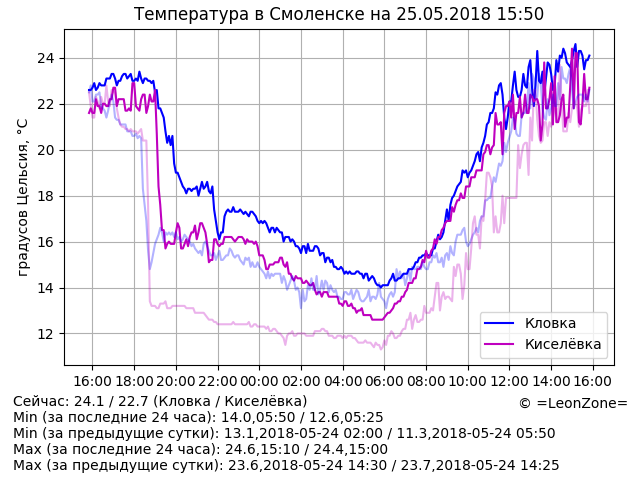 Температура в Смоленске на 25.05.2018 15:50
градусов Цельсия, °C
24
22
20
18
16
14
12
Кловка
Киселёвка
16:00 18:00 20:00 22:00 00:00 02:00 04:00 06:00 08:00 10:00 12:00 14:00 16:00
Сейчас: 24.1 / 22.7 (Кловка / Киселёвка)
© =LeonZone=
Min (за последние 24 часа): 14.0,05:50 / 12.6,05:25
Min (за предыдущие сутки): 13.1,2018-05-24 02:00 / 11.3,2018-05-24 05:50
Max (за последние 24 часа): 24.6,15:10 / 24.4,15:00
Max (за предыдущие сутки): 23.6,2018-05-24 14:30 / 23.7,2018-05-24 14:25